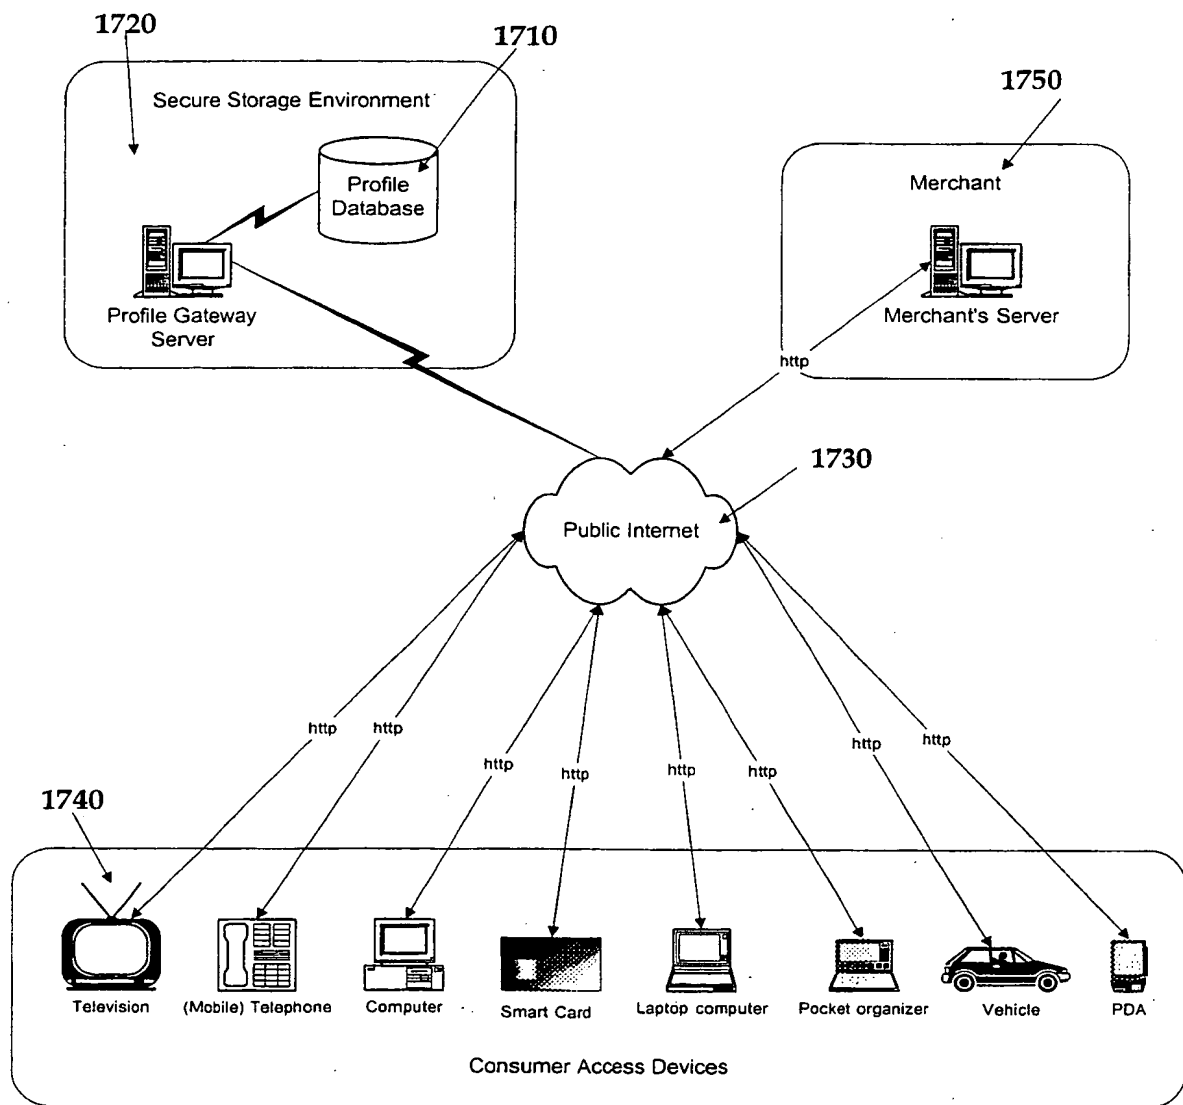 1720
1710
1750
Secure Storage Environment
Profile
Database
Profile Gateway
Server
Merchant
Merchant's Server
http
1730
Public Internet
http
http
http
http
http
http
http
http
1740
Television
(Mobile) Telephone
Computer
Smart Card
Laptop computer
Pocket organizer
Vehicle
PDA
Consumer Access Devices